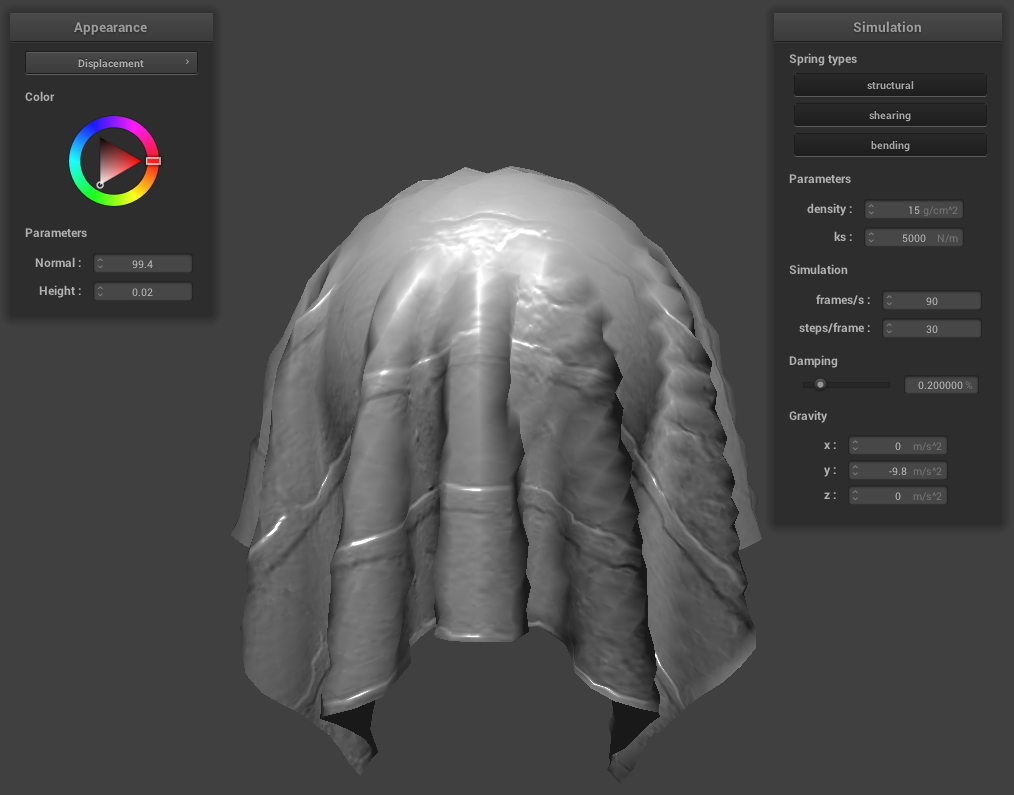 Appearance
Displacement
Color
Parameters
Normal : 99.4
Height : 0.02
Simulation
Spring types
structural
shearing
bending
Parameters
density : 15 g/cm^2
ks : 5000 N/m
Simulation
frames/s : 90
steps/frame : 30
Damping
0.200000 %
Gravity
x : 0 m/s^2
y : -9.8 m/s^2
z : 0 m/s^2